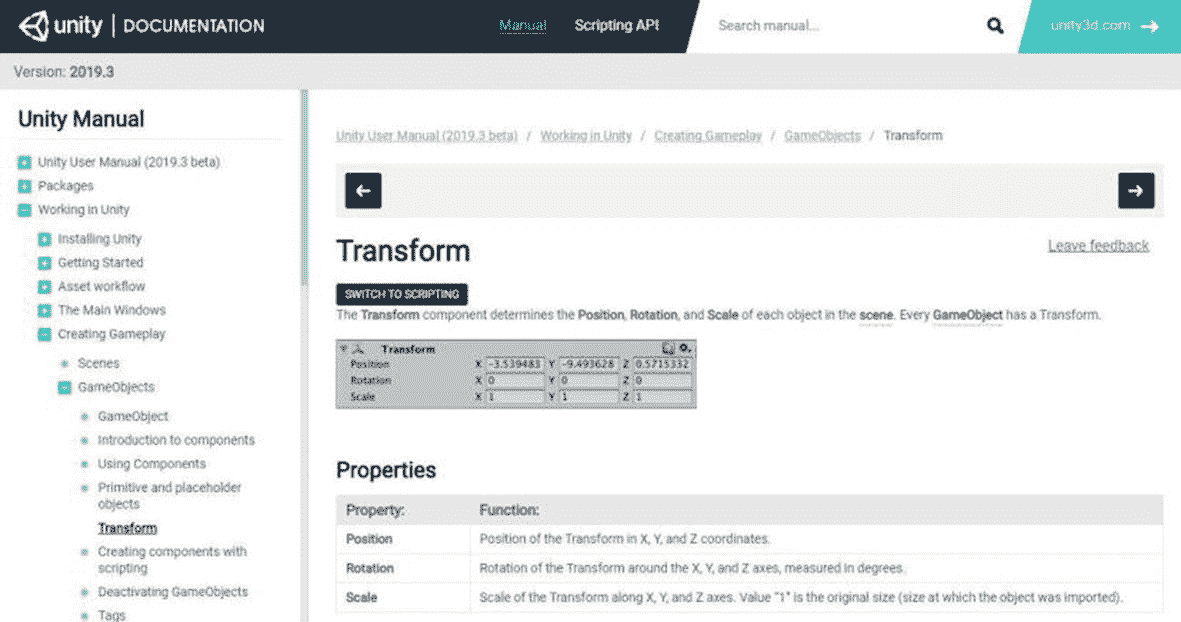 unity | DOCUMENTATION
Manual Scripting API
Search manual...
unity3d.com
Version: 2019.3
Unity Manual
Unity User Manual (2019.3 beta)
Packages
Working in Unity
Installing Unity
Getting Started
Asset workflow
The Main Windows
Creating Gameplay
Scenes
GameObjects
GameObject
Introduction to components
Using Components
Primitive and placeholder
objects
Transform
Creating components with
scripting
Deactivating GameObjects
Tags
Unity User Manual (2019.3 beta) / Working in Unity / Creating Gameplay / GameObjects / Transform
Transform
Leave feedback
SWITCH TO SCRIPTING
The Transform component determines the Position, Rotation, and Scale of each object in the scene. Every GameObject has a Transform.
Transform
Position X -3.539483 Y -9.493628 Z 0.5715332
Rotation X 0 Y 0 Z 0
Scale X 1 Y 1 Z 1
Properties
Property: Function:
Position Position of the Transform in X, Y, and Z coordinates.
Rotation Rotation of the Transform around the X, Y, and Z axes, measured in degrees.
Scale Scale of the Transform along X, Y, and Z axes. Value "1" is the original size (size at which the object was imported).